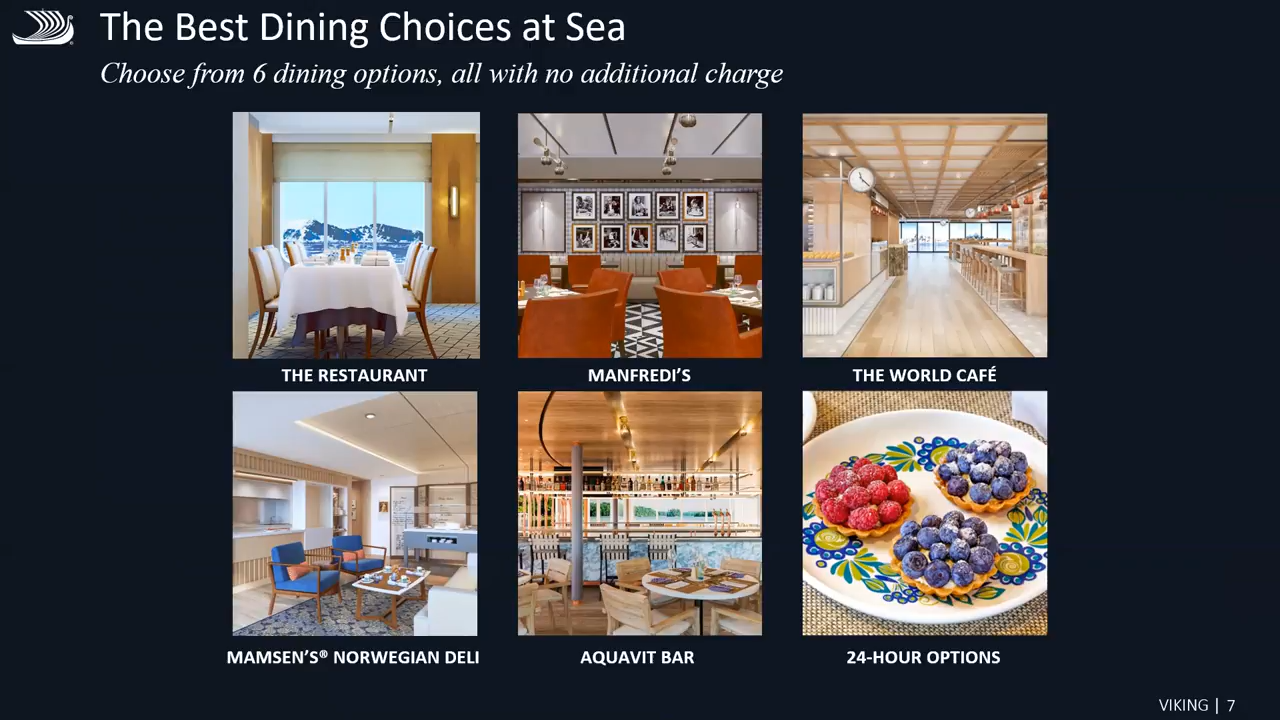 The Best Dining Choices at Sea
Choose from 6 dining options, all with no additional charge
THE RESTAURANT
MANFREDI’S
THE WORLD CAFÉ
MAMSEN’S® NORWEGIAN DELI
AQUAVIT BAR
24-HOUR OPTIONS
VIKING | 7